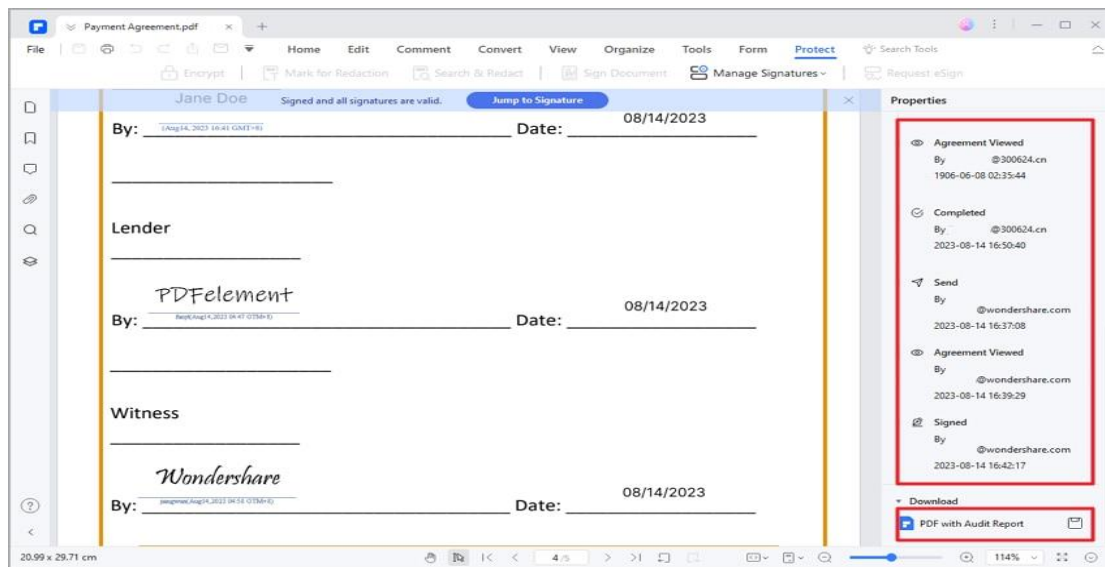 Payment Agreement.pdf
File
Home Edit Comment Convert View Organize Tools Form Protect Search Tools
Encrypt Mark for Redaction Search & Redact Sign Document Manage Signatures Request eSign
Jane Doe Signed and all signatures are valid. Jump to Signature
By: (Aug14, 2023 16:41 GMT+8) Date: 08/14/2023
Lender
PDFelement
By: Date: 08/14/2023
Witness
Wondershare
By: Date: 08/14/2023
Properties
Agreement Viewed
By @300624.cn
1906-06-08 02:35:44
Completed
By @300624.cn
2023-08-14 16:50:40
Send
By
@wondershare.com
2023-08-14 16:37:08
Agreement Viewed
By
@wondershare.com
2023-08-14 16:39:29
Signed
By
@wondershare.com
2023-08-14 16:42:17
Download
PDF with Audit Report
20.99 x 29.71 cm 4/5 114%